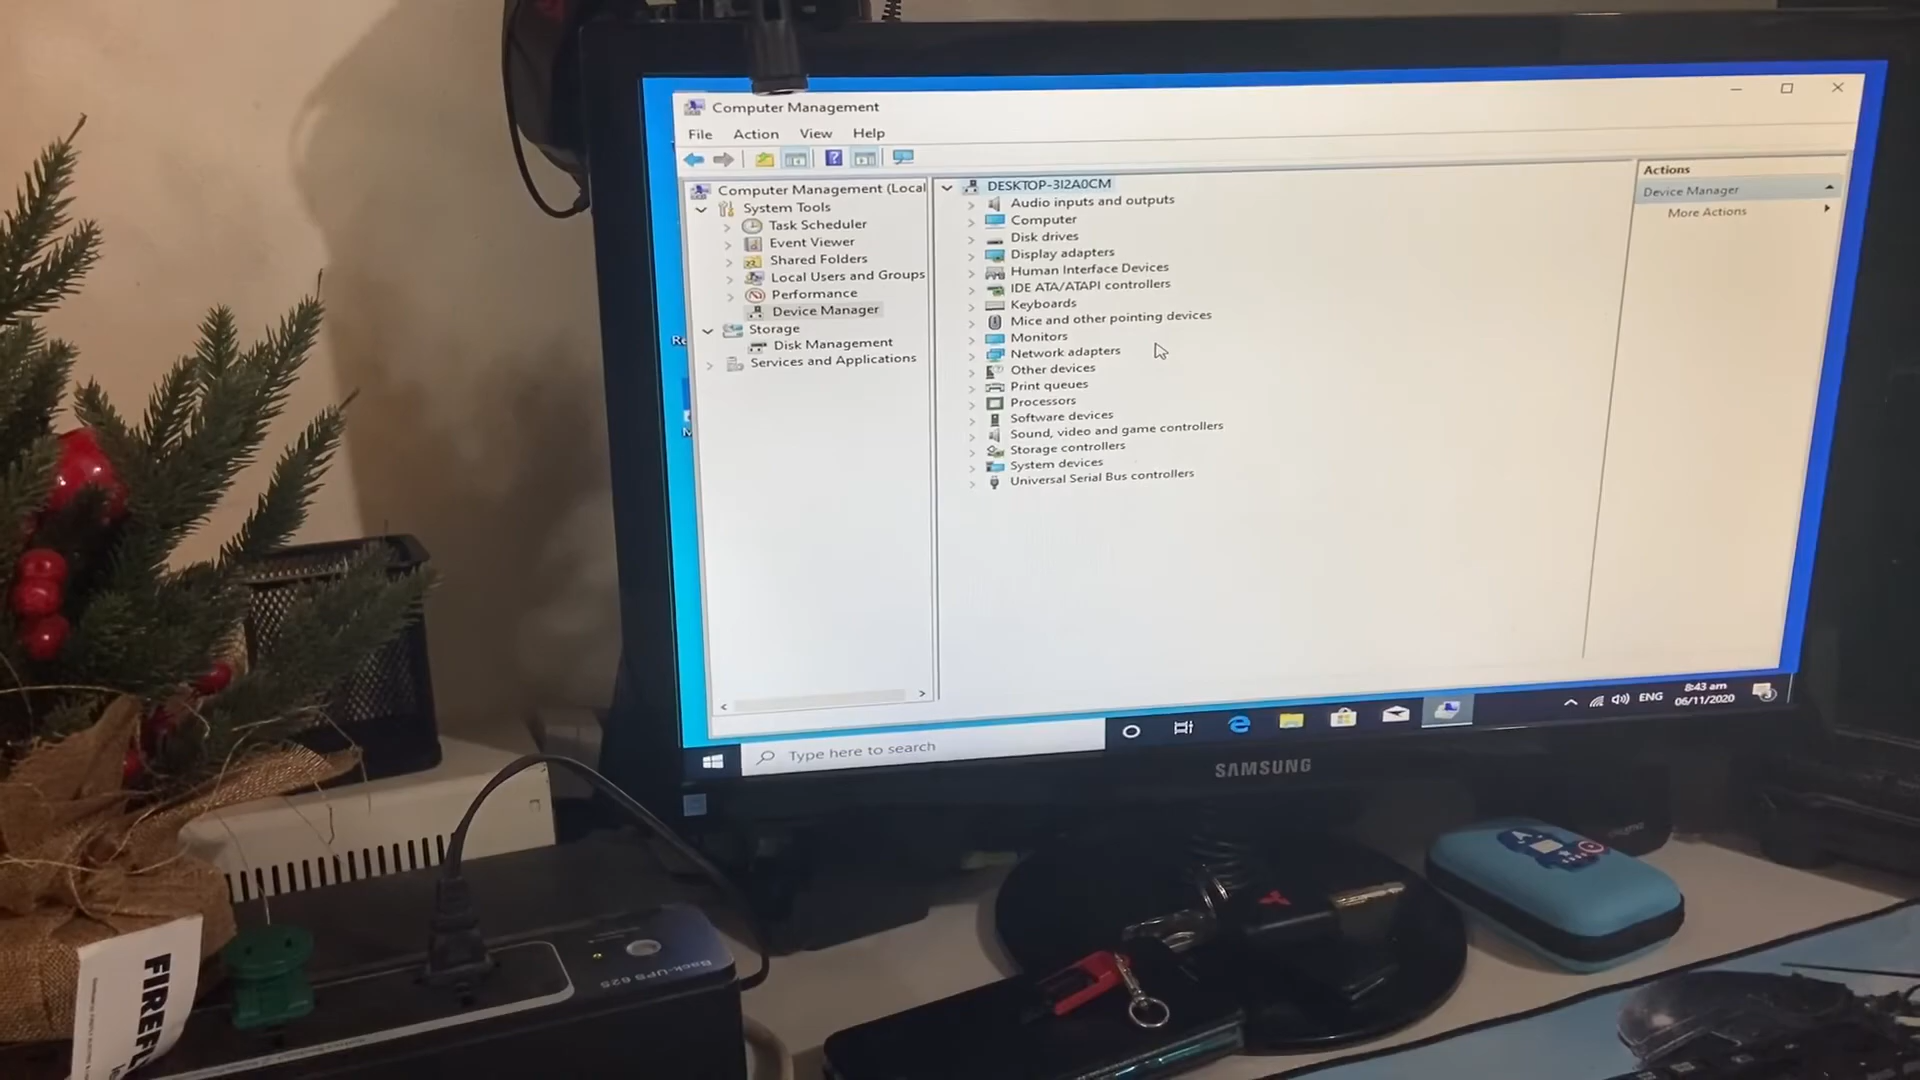 Computer Management
File Action View Help
Computer Management (Local
System Tools
Task Scheduler
Event Viewer
Shared Folders
Local Users and Groups
Performance
Device Manager
Storage
Disk Management
Services and Applications
DESKTOP-3I2A0CM
Audio inputs and outputs
Computer
Disk drives
Display adapters
Human Interface Devices
IDE ATA/ATAPI controllers
Keyboards
Mice and other pointing devices
Monitors
Network adapters
Other devices
Print queues
Processors
Software devices
Sound, video and game controllers
Storage controllers
System devices
Universal Serial Bus controllers
Actions
Device Manager
More Actions
Re
M
Type here to search
ENG
8:43 am
06/11/2020
3
SAMSUNG
Back-UPS 625